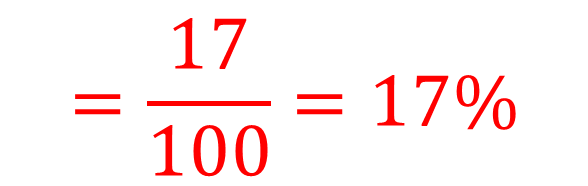 = 17/100 = 17%